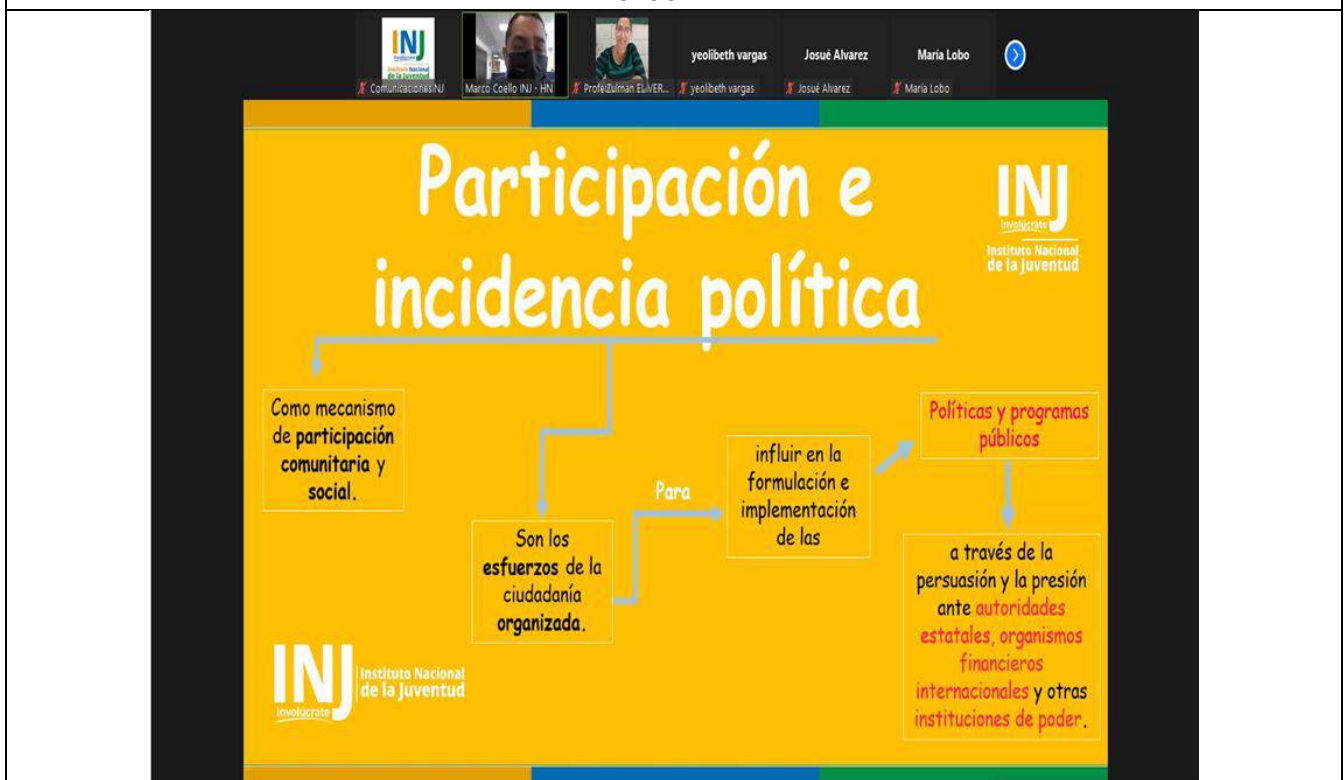 INJ
Instituto Nacional
de la Juventud
yeolibeth vargas
Josué Alvarez
María Lobo
ComunicacionesINJ
Marco Coello INJ - HN
ProfeZulman ELVER...
yeolibeth vargas
Josué Alvarez
María Lobo
Participación e
incidencia política
INJ
involúcrate
Instituto Nacional
de la Juventud
Como mecanismo
de participación
comunitaria y
social.
Son los
esfuerzos de la
ciudadanía
organizada.
Para
influir en la
formulación e
implementación
de las
Políticas y programas
públicos
a través de la
persuasión y la presión
ante autoridades
estatales, organismos
financieros
internacionales y otras
instituciones de poder.
INJ
involúcrate
Instituto Nacional
de la Juventud